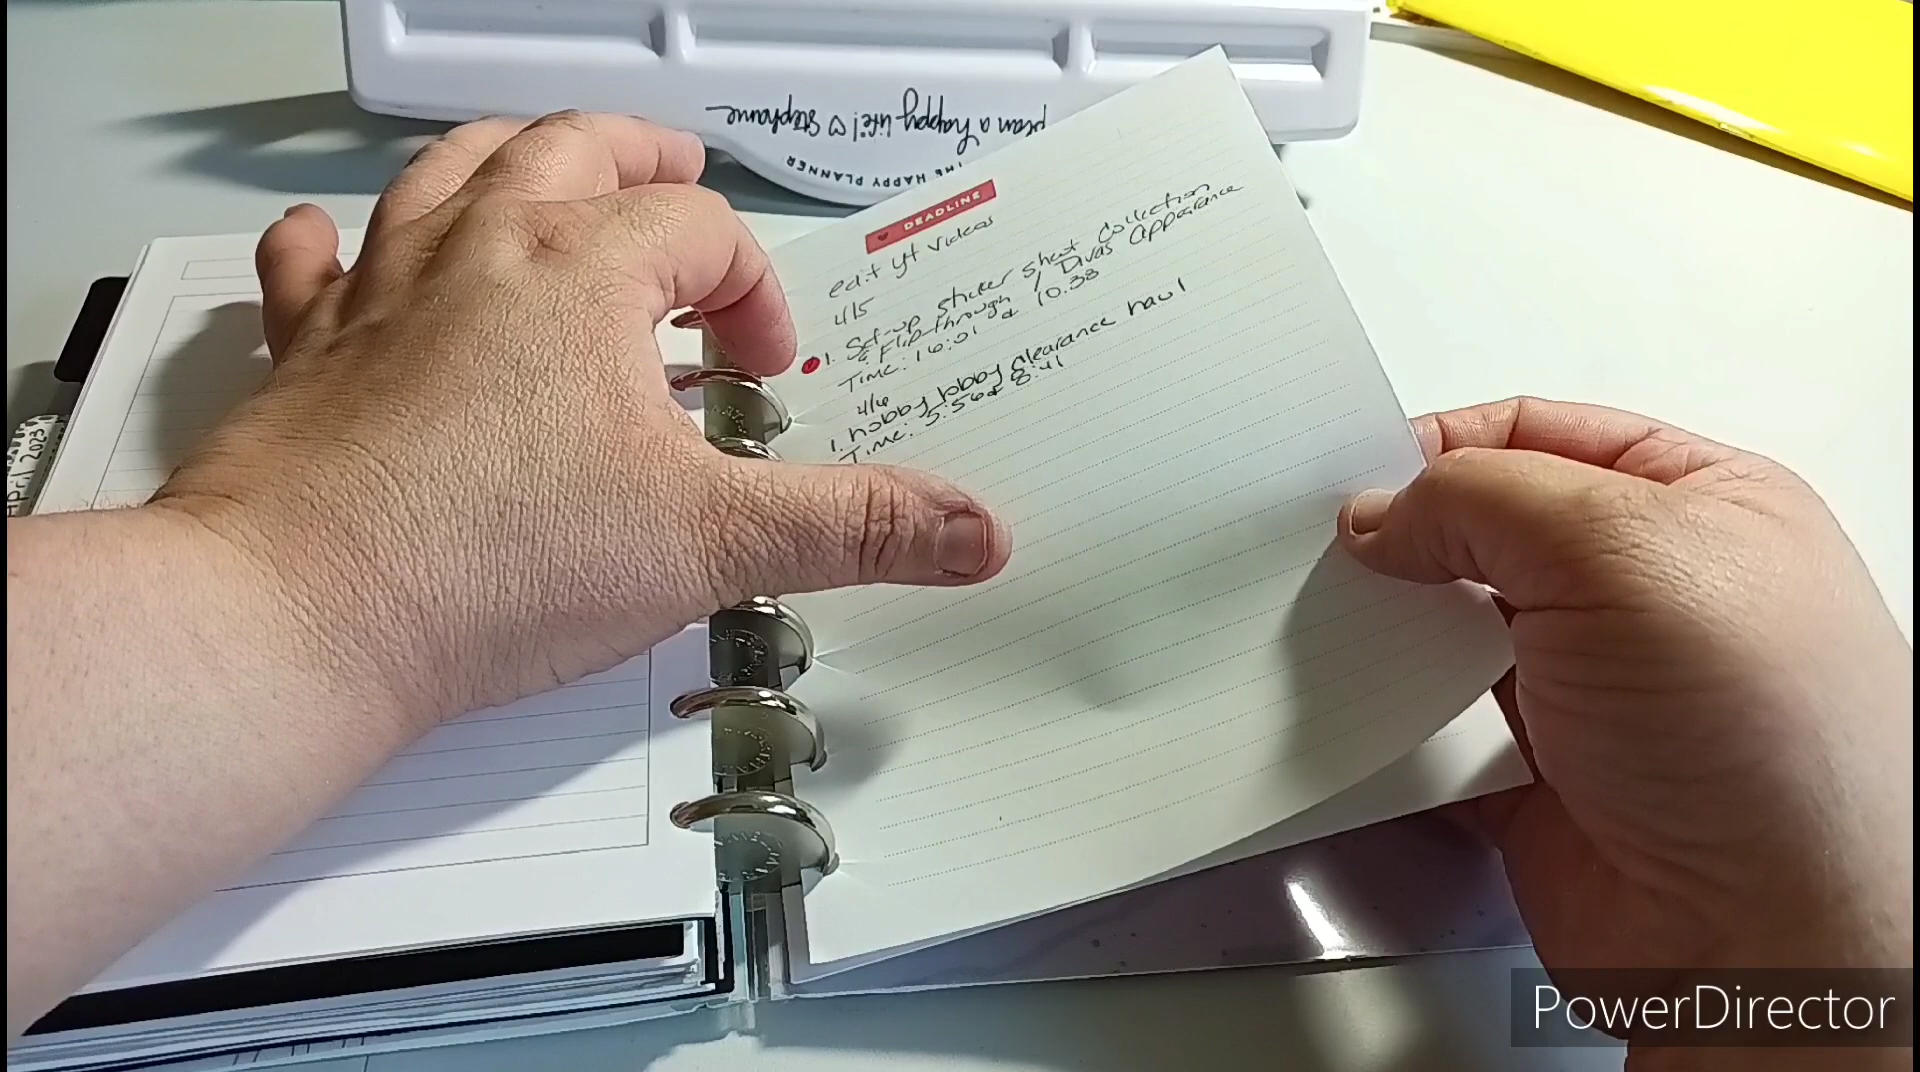 plan a happy life! ♡ Stephanie
THE HAPPY PLANNER
DEADLINE
edit yt videos
4/5
1. Set-up sticker sheet collection
& Flip-through / Divas appearance
Time: 16:01 & 10:38
4/6
1. hobby lobby clearance haul
Time: 5:56 & 8:41
April 2023
PowerDirector